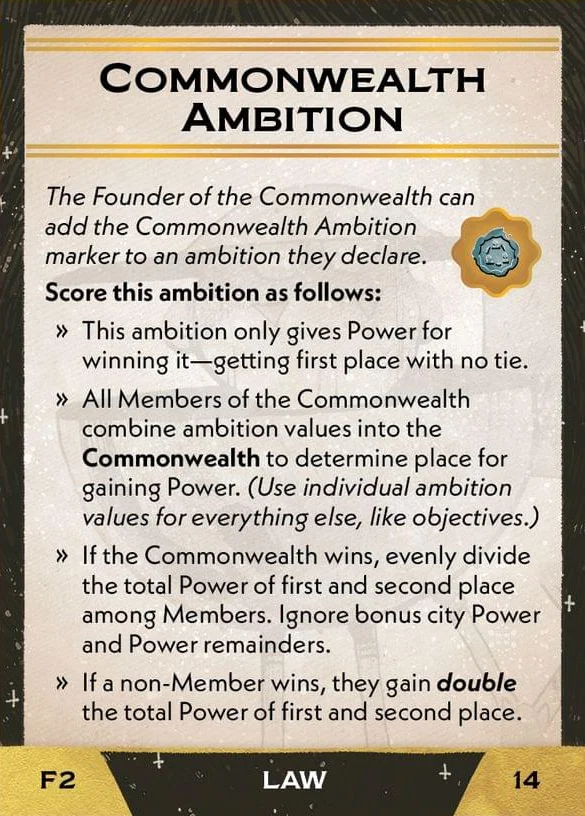 COMMONWEALTH
AMBITION
The Founder of the Commonwealth can
add the Commonwealth Ambition
marker to an ambition they declare.
Score this ambition as follows:
» This ambition only gives Power for
winning it—getting first place with no tie.
» All Members of the Commonwealth
combine ambition values into the
Commonwealth to determine place for
gaining Power. (Use individual ambition
values for everything else, like objectives.)
» If the Commonwealth wins, evenly divide
the total Power of first and second place
among Members. Ignore bonus city Power
and Power remainders.
» If a non-Member wins, they gain double
the total Power of first and second place.
F2 LAW 14